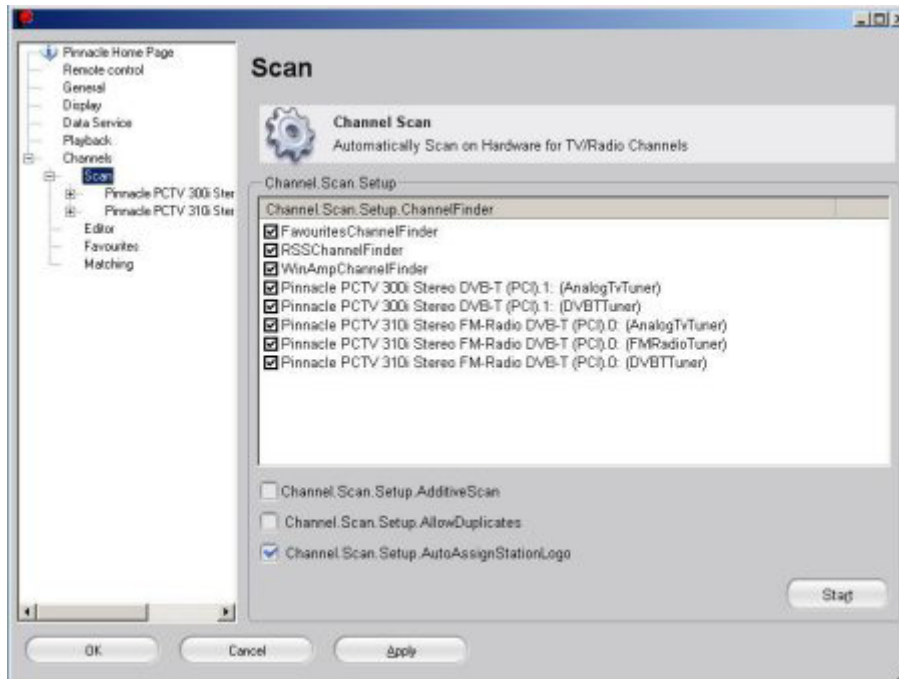 Pinnacle Home Page
Remote control
General
Display
Data Service
Playback
Channels
Scan
Pinnacle PCTV 300i Ster
Pinnacle PCTV 310i Ster
Editor
Favourites
Matching
Scan
Channel Scan
Automatically Scan on Hardware for TV/Radio Channels
Channel.Scan.Setup
Channel.Scan.Setup.ChannelFinder
FavouritesChannelFinder
RSSChannelFinder
WinAmpChannelFinder
Pinnacle PCTV 300i Stereo DVB-T (PCI).1: (AnalogTvTuner)
Pinnacle PCTV 300i Stereo DVB-T (PCI).1: (DVBTTuner)
Pinnacle PCTV 310i Stereo FM-Radio DVB-T (PCI).0: (AnalogTvTuner)
Pinnacle PCTV 310i Stereo FM-Radio DVB-T (PCI).0: (FMRadioTuner)
Pinnacle PCTV 310i Stereo FM-Radio DVB-T (PCI).0: (DVBTTuner)
Channel.Scan.Setup.AdditiveScan
Channel.Scan.Setup.AllowDuplicates
Channel.Scan.Setup.AutoAssignStationLogo
Start
OK
Cancel
Apply